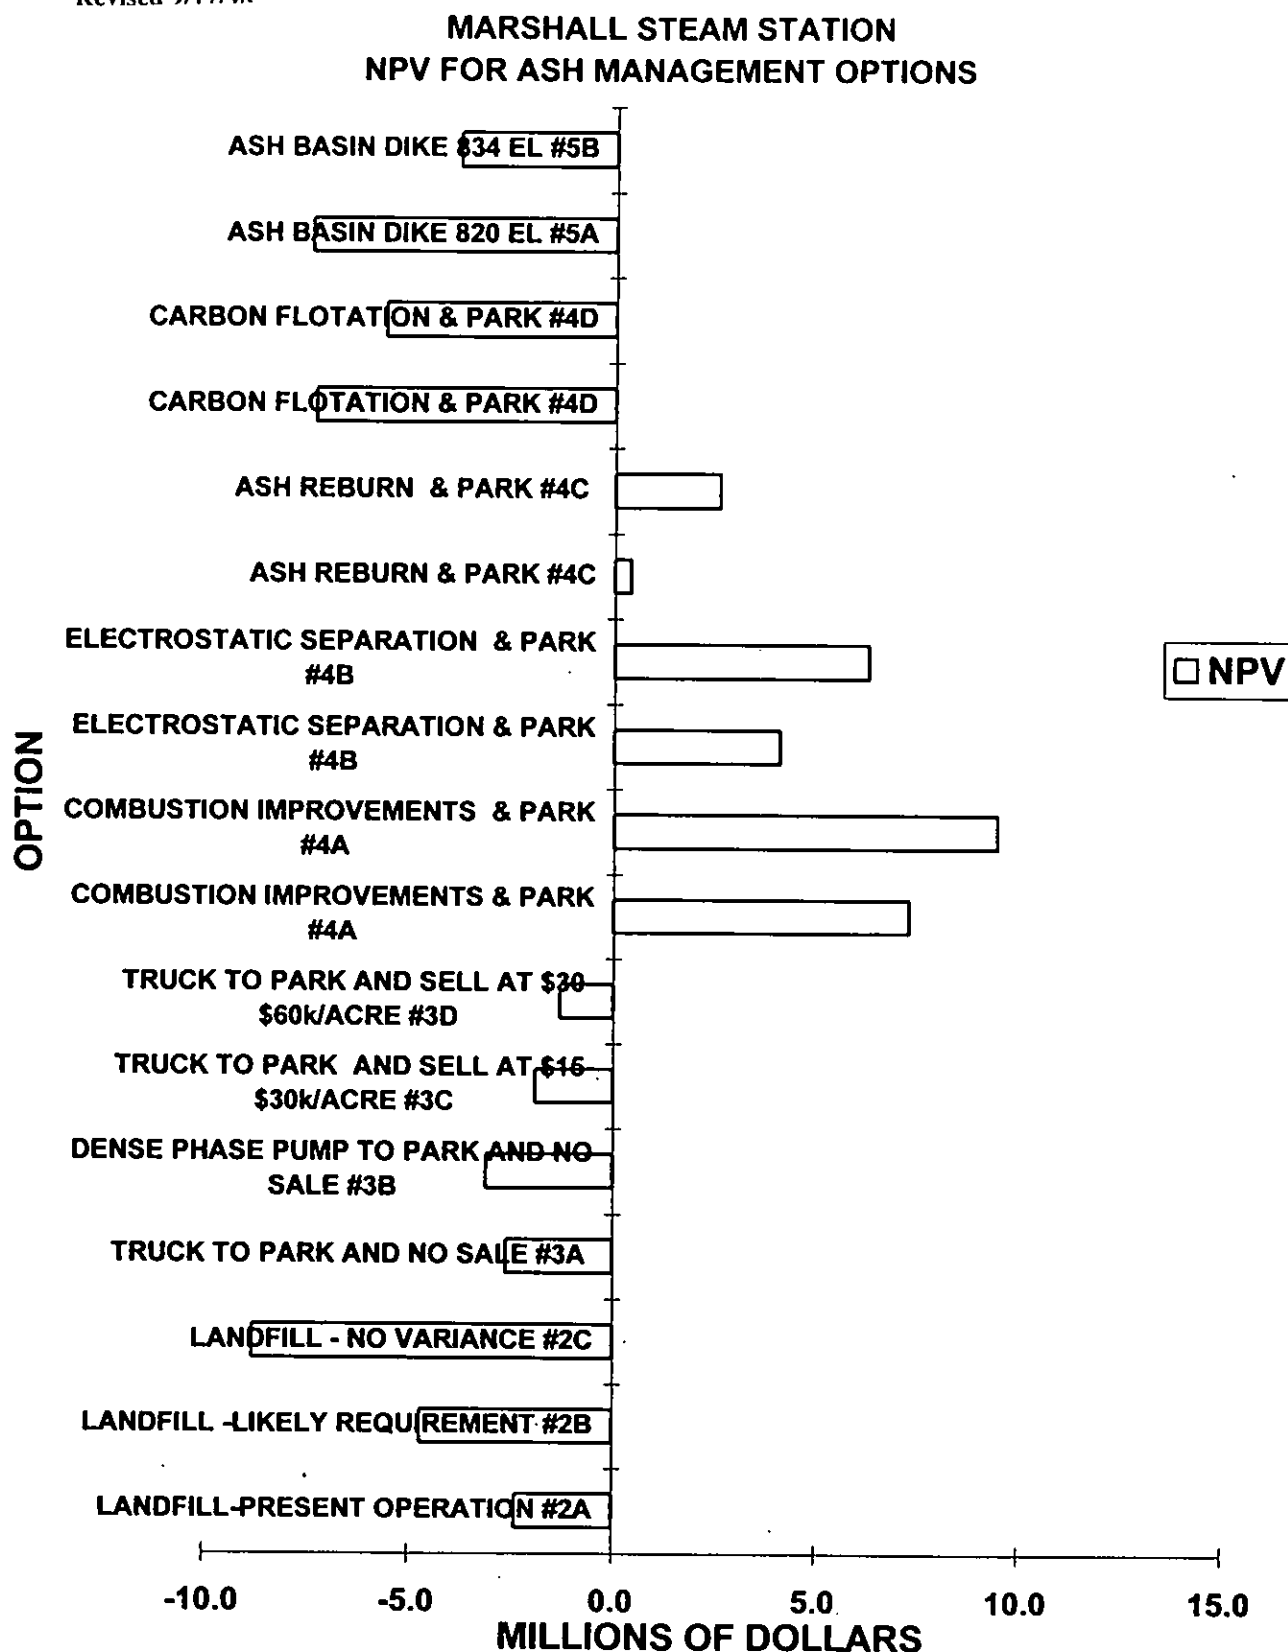 Revised
MARSHALL STEAM STATION
NPV FOR ASH MANAGEMENT OPTIONS
ASH BASIN DIKE 834 EL #5B
ASH BASIN DIKE 820 EL #5A
CARBON FLOTATION & PARK #4D
CARBON FLOTATION & PARK #4D
ASH REBURN & PARK #4C
ASH REBURN & PARK #4C
ELECTROSTATIC SEPARATION & PARK
#4B
ELECTROSTATIC SEPARATION & PARK
#4B
COMBUSTION IMPROVEMENTS & PARK
#4A
COMBUSTION IMPROVEMENTS & PARK
#4A
TRUCK TO PARK AND SELL AT $30
$60k/ACRE #3D
TRUCK TO PARK AND SELL AT $15-
$30k/ACRE #3C
DENSE PHASE PUMP TO PARK AND NO
SALE #3B
TRUCK TO PARK AND NO SALE #3A
LANDFILL - NO VARIANCE #2C
LANDFILL -LIKELY REQUIREMENT #2B
LANDFILL-PRESENT OPERATION #2A
OPTION
NPV
-10.0 -5.0 0.0 5.0 10.0 15.0
MILLIONS OF DOLLARS